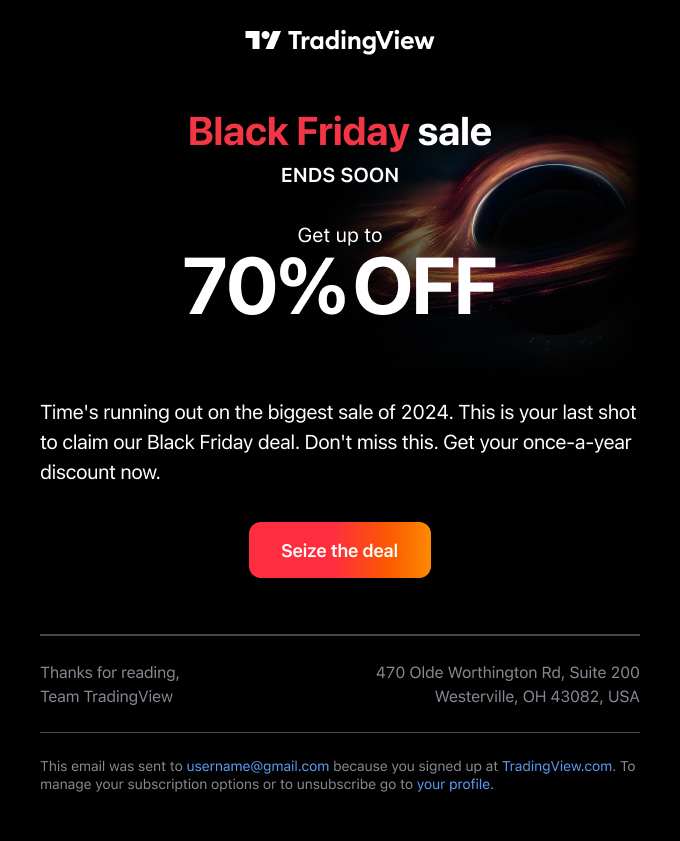 TradingView
Black Friday sale
ENDS SOON
Get up to
70% OFF
Time's running out on the biggest sale of 2024. This is your last shot
to claim our Black Friday deal. Don't miss this. Get your once-a-year
discount now.
Seize the deal
Thanks for reading,
Team TradingView
470 Olde Worthington Rd, Suite 200
Westerville, OH 43082, USA
This email was sent to username@gmail.com because you signed up at TradingView.com. To
manage your subscription options or to unsubscribe go to your profile.